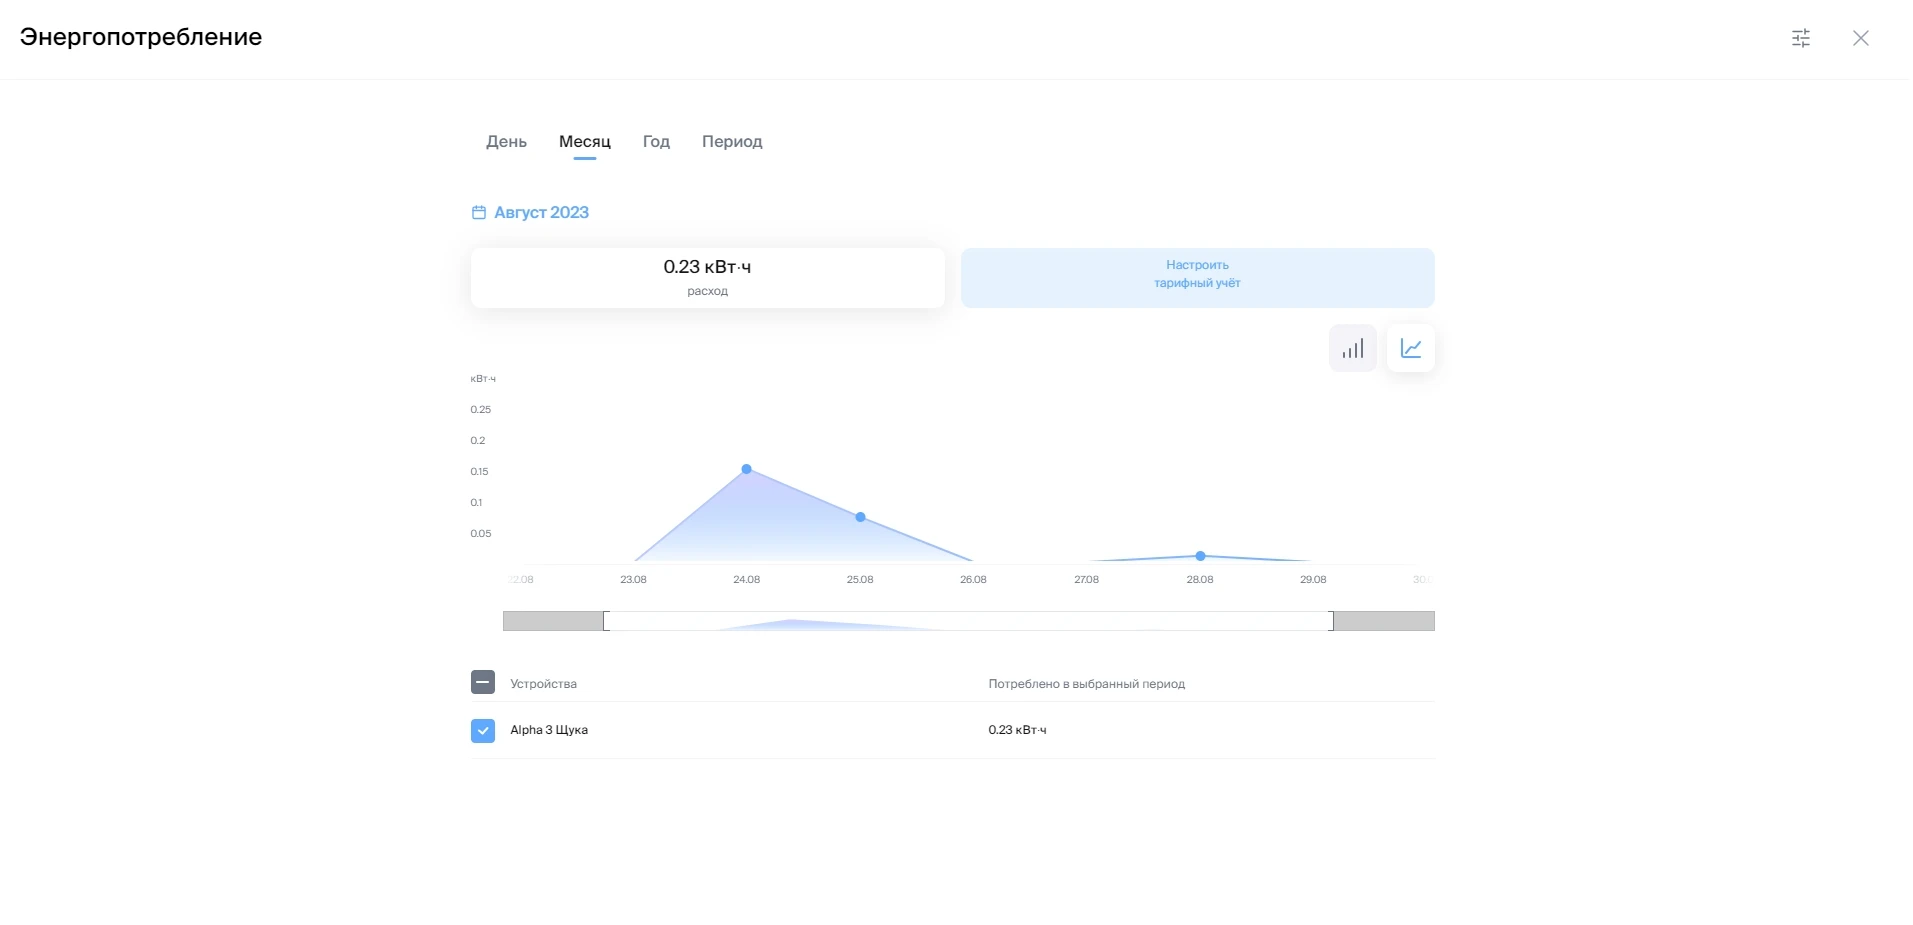 Энергопотребление
День Месяц Год Период
Август 2023
0.23 кВт·ч
расход
Настроить
тарифный учёт
кВт·ч
0.25
0.2
0.15
0.1
0.05
22.08 23.08 24.08 25.08 26.08 27.08 28.08 29.08 30.0
Устройства Потреблено в выбранный период
Alpha 3 Щука 0.23 кВт·ч